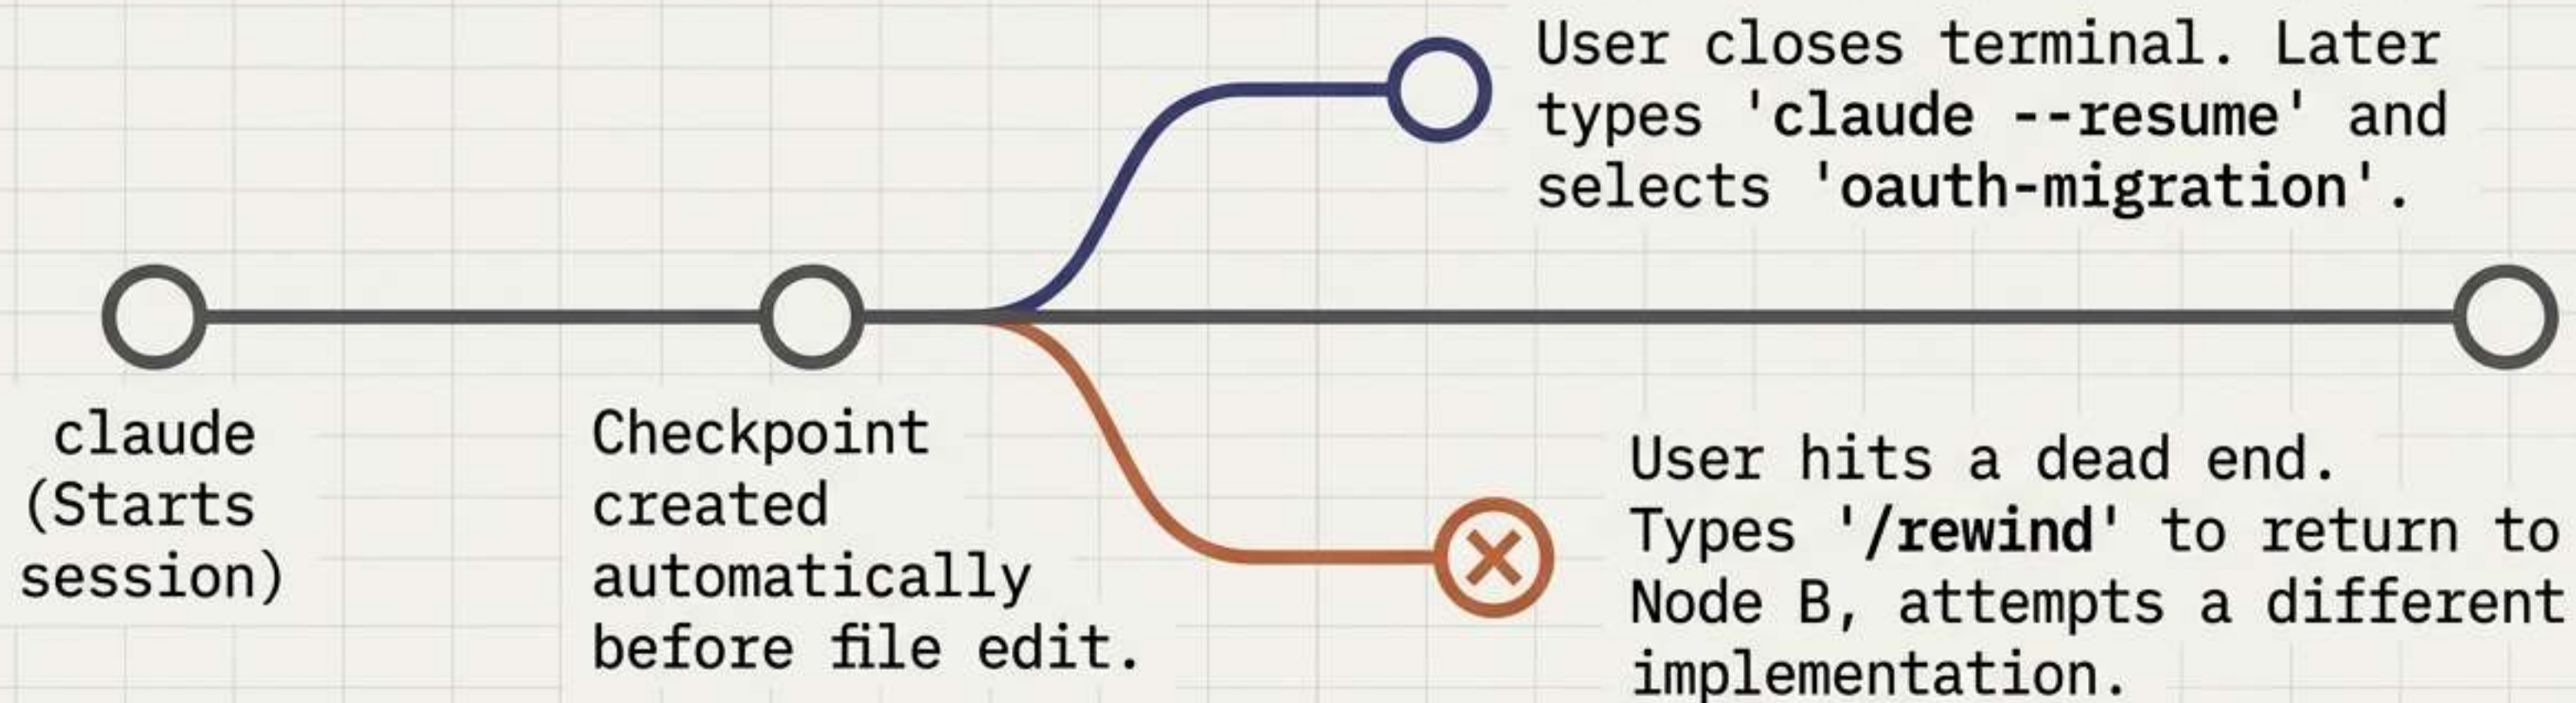 User closes terminal. Later
types 'claude --resume' and
selects 'oauth-migration'.
claude
(Starts
session)
Checkpoint
created
automatically
before file edit.
User hits a dead end.
Types '/rewind' to return to
Node B, attempts a different
implementation.